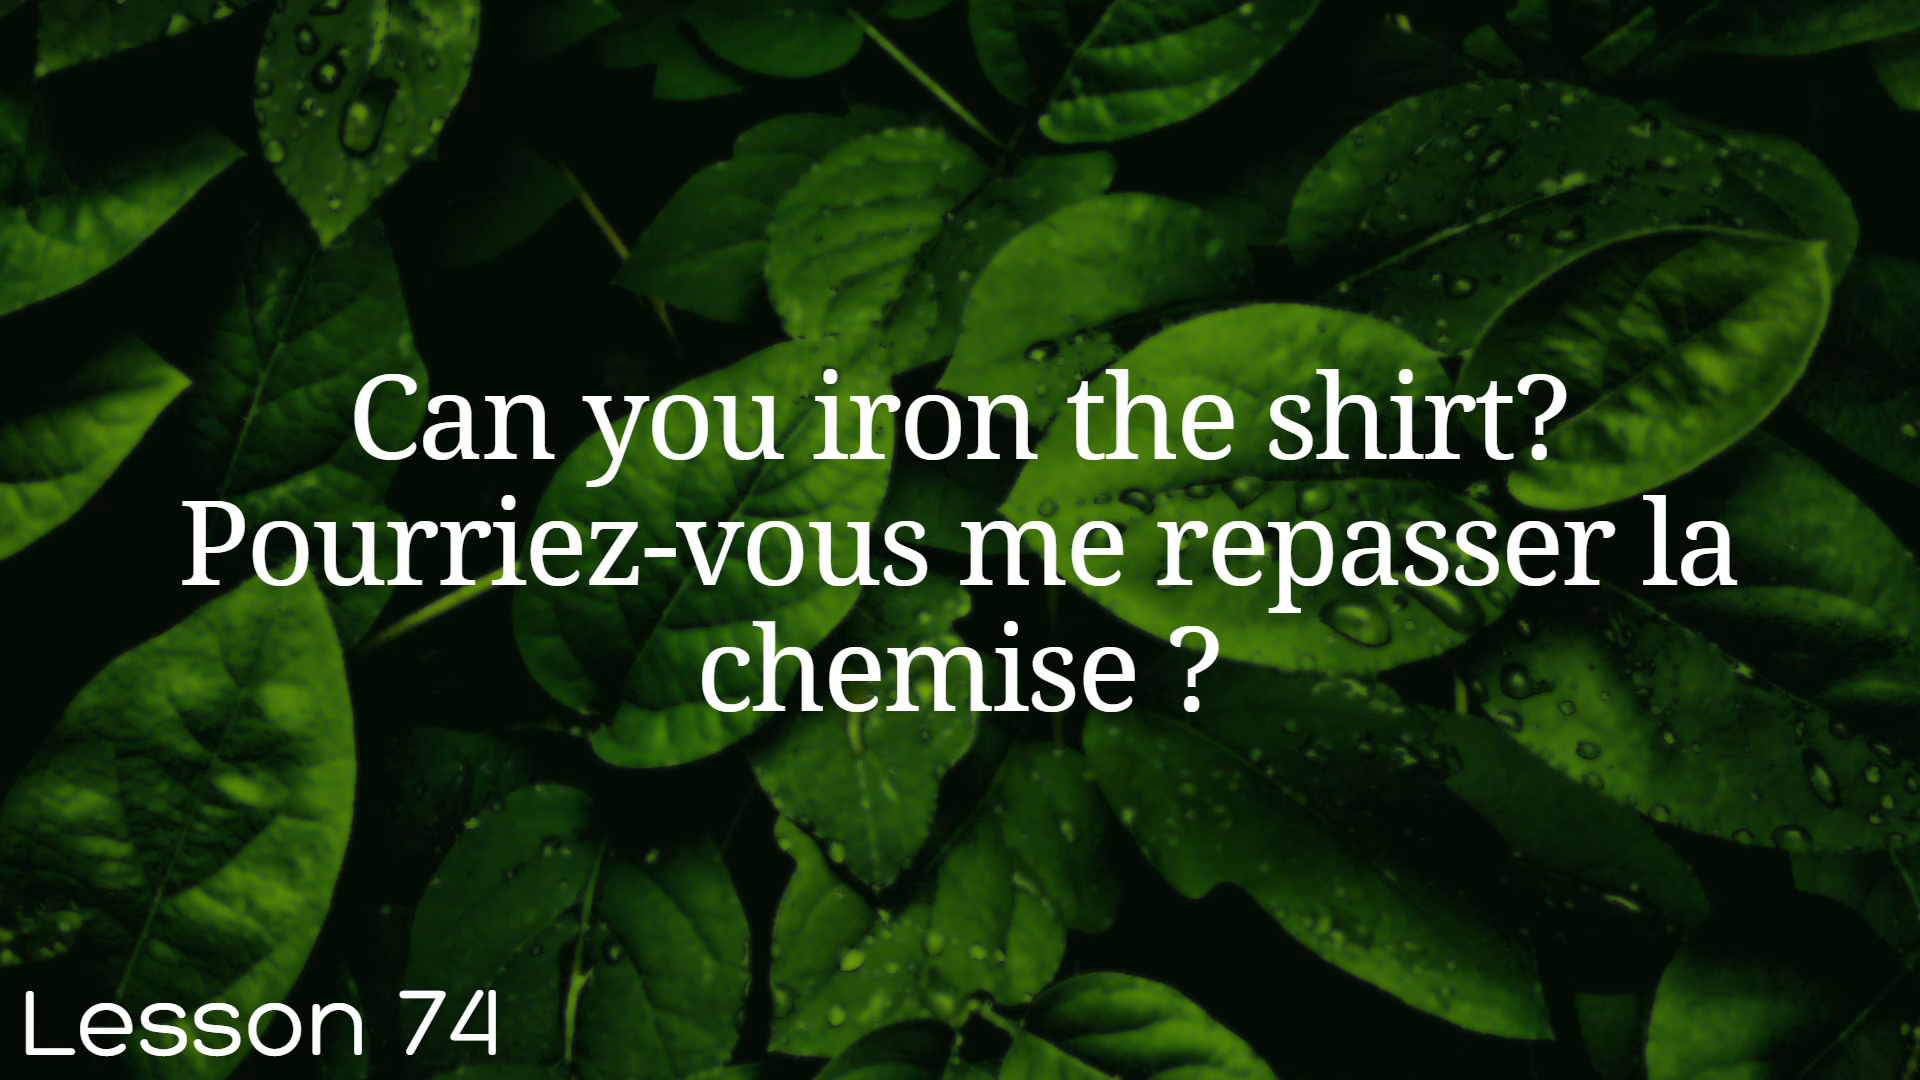 Can you iron the shirt?
Pourriez-vous me repasser la
chemise ?
Lesson 74